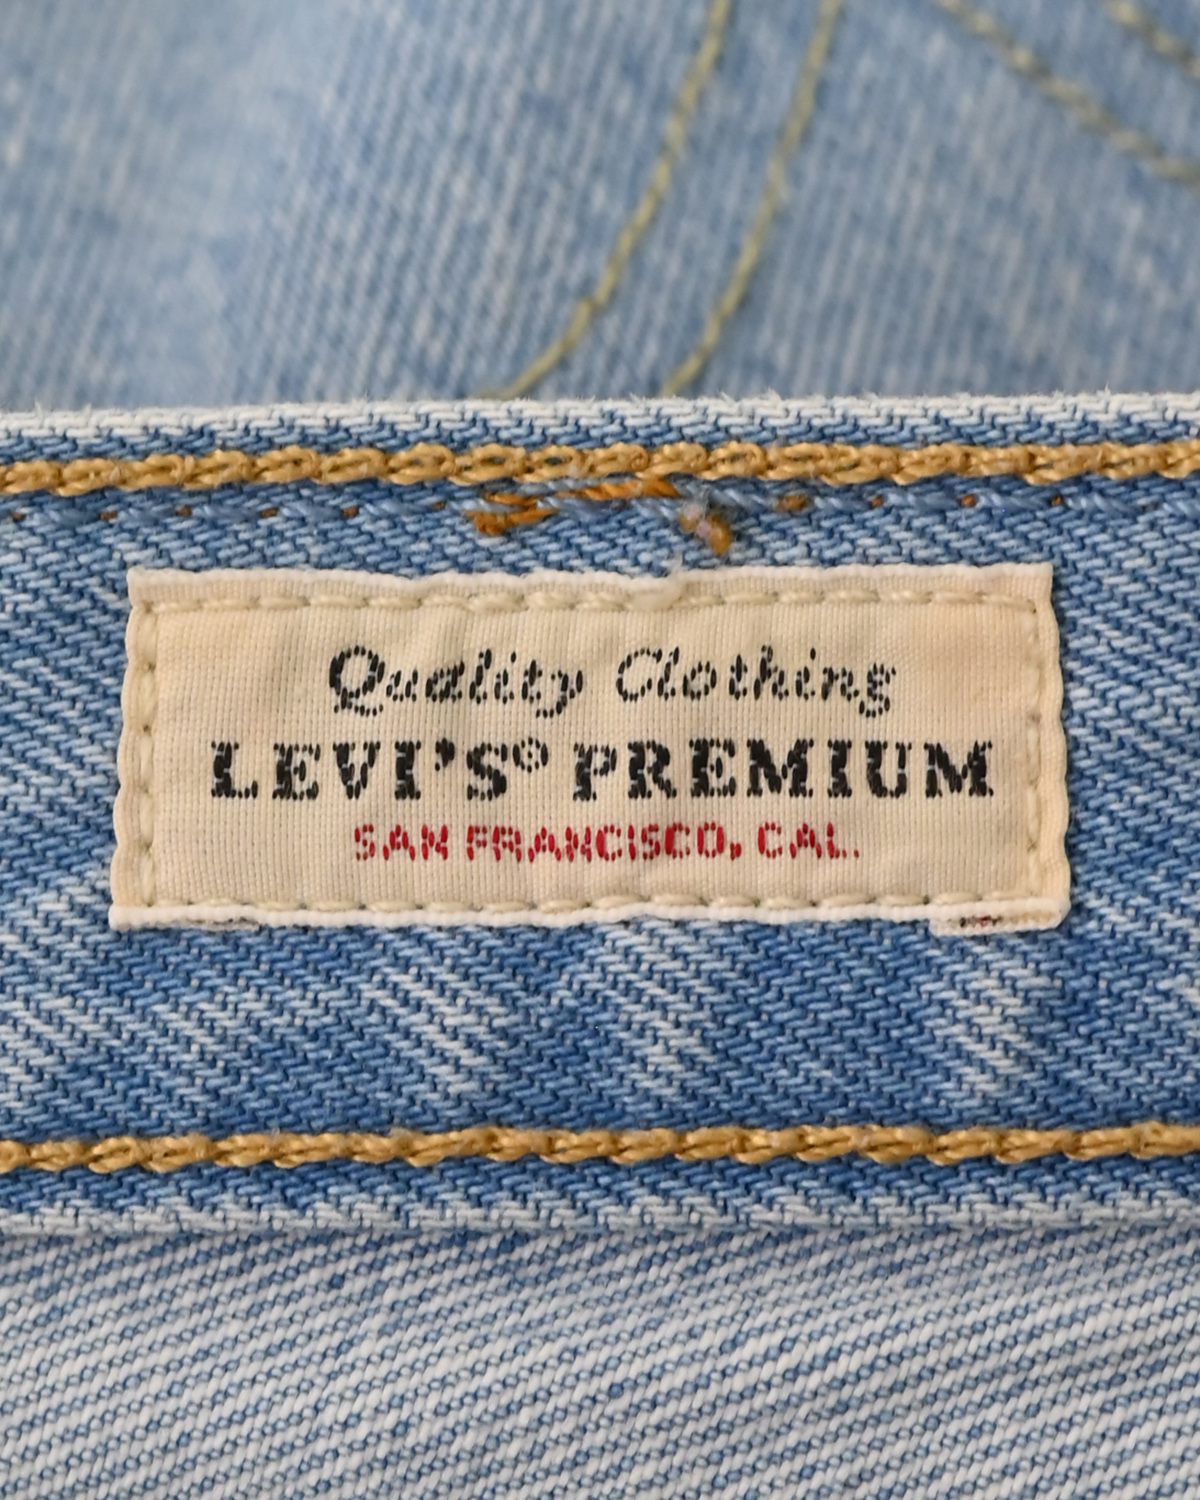 Quality Clothing
LEVI'S® PREMIUM
SAN FRANCISCO, CAL.